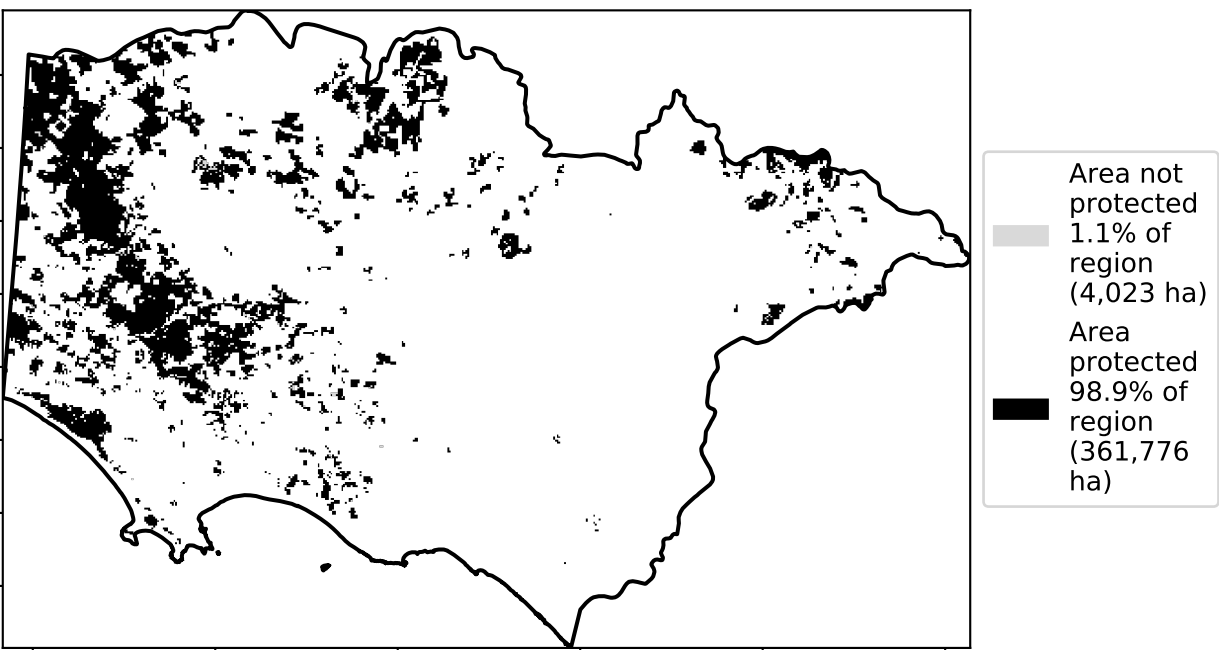 Area not
protected
1.1% of
region
(4,023 ha)
Area
protected
98.9% of
region
(361,776
ha)